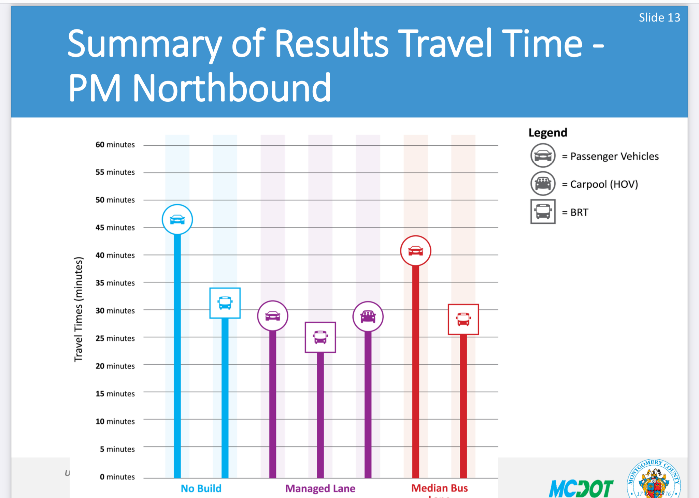 Slide 13
Summary of Results Travel Time -
PM Northbound
Legend
= Passenger Vehicles
= Carpool (HOV)
= BRT
Travel Times (minutes)
60 minutes
55 minutes
50 minutes
45 minutes
40 minutes
35 minutes
30 minutes
25 minutes
20 minutes
15 minutes
10 minutes
5 minutes
0 minutes
No Build
Managed Lane
Median Bus
U
MCDOT
MONTGOMERY COUNTY